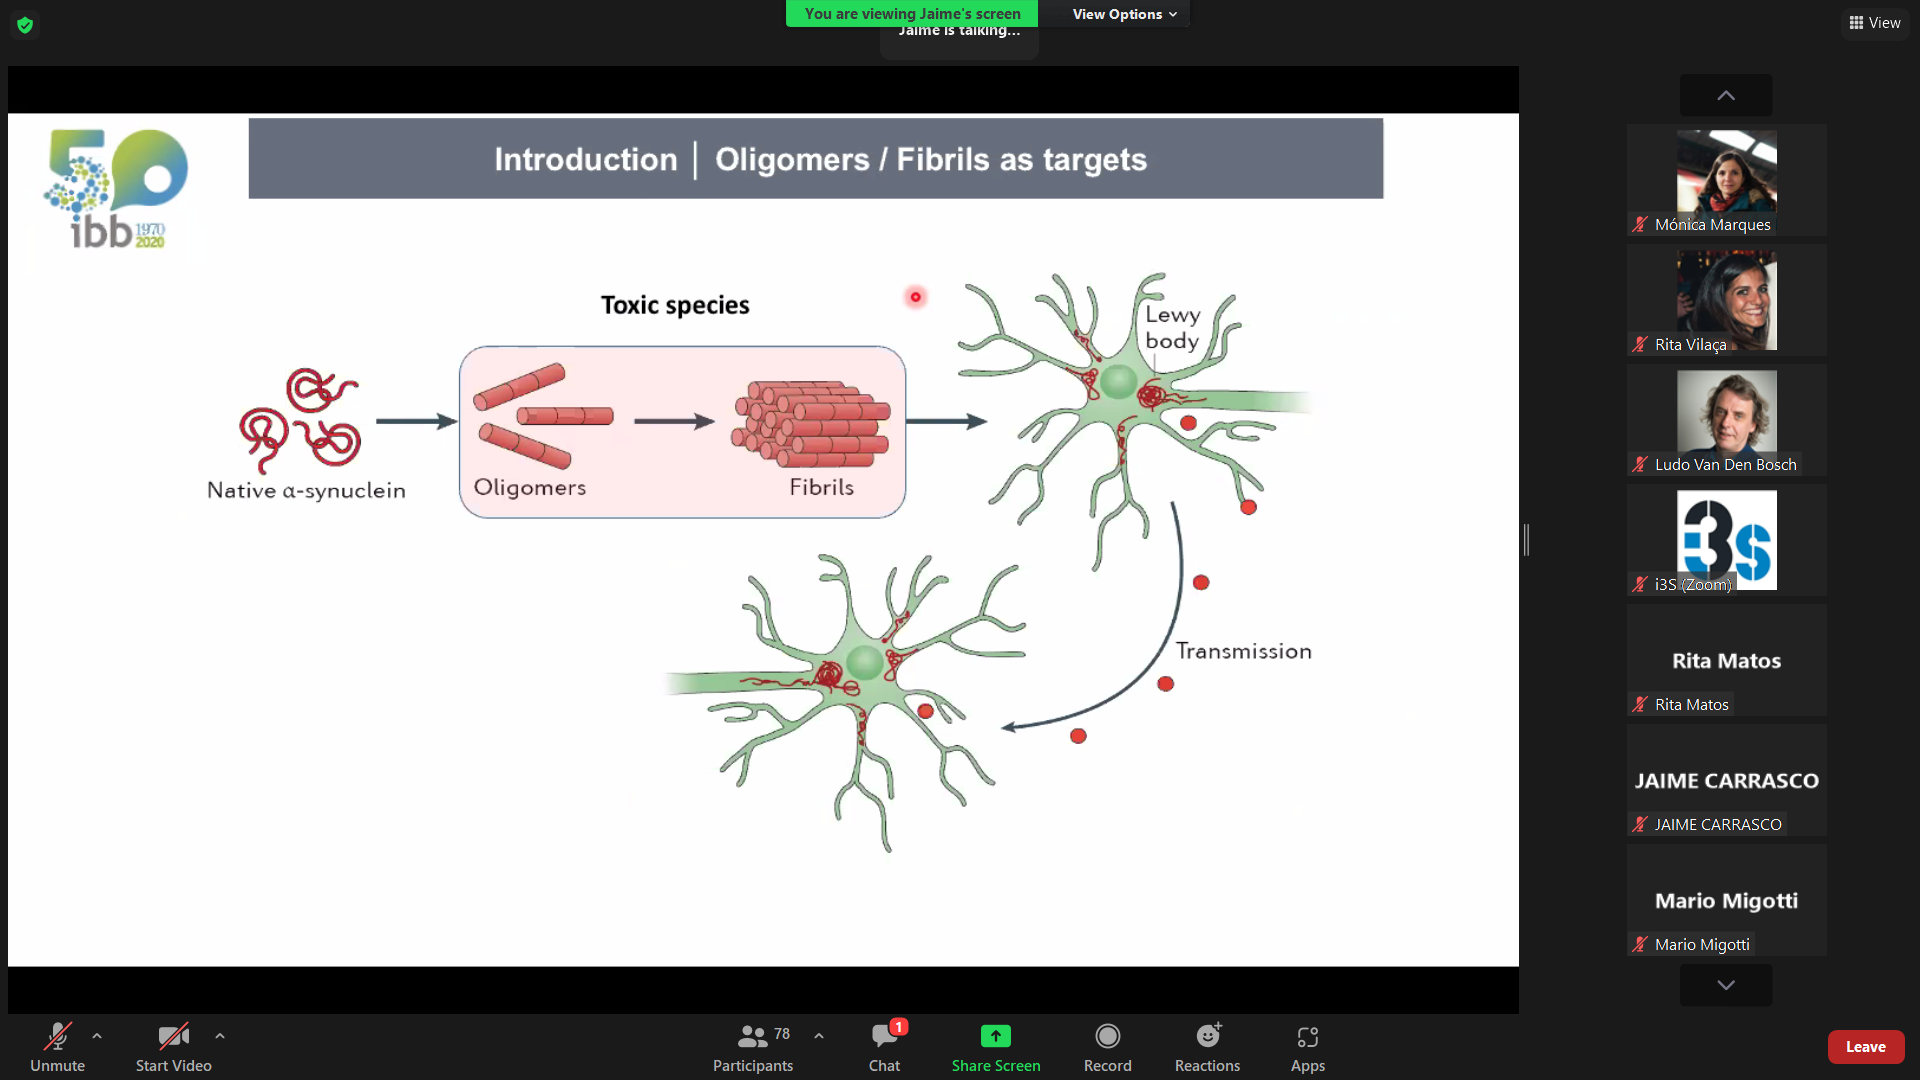 You are viewing Jaime's screen
View Options
Jaime is talking...
View
50
ibb 1970 2020
Introduction | Oligomers / Fibrils as targets
Toxic species
Lewy
body
Native α-synuclein
Oligomers
Fibrils
Transmission
Mónica Marques
Rita Vilaça
Ludo Van Den Bosch
i3s
i3S (Zoom)
Rita Matos
Rita Matos
JAIME CARRASCO
JAIME CARRASCO
Mario Migotti
Mario Migotti
Unmute
Start Video
78
Participants
1
Chat
Share Screen
Record
Reactions
Apps
Leave